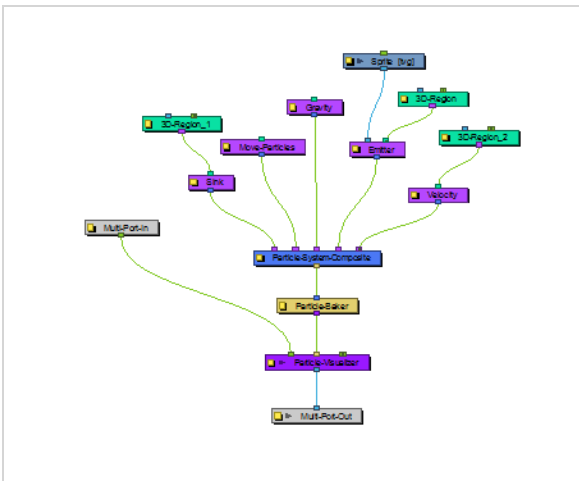 Sprite [tvg]
3D-Region
Gravity
3D-Region_1
3D-Region_2
Move-Particles
Emitter
Sink
Velocity
Multi-Port-In
Particle-System-Composite
Particle-Baker
Particle-Visualizer
Multi-Port-Out